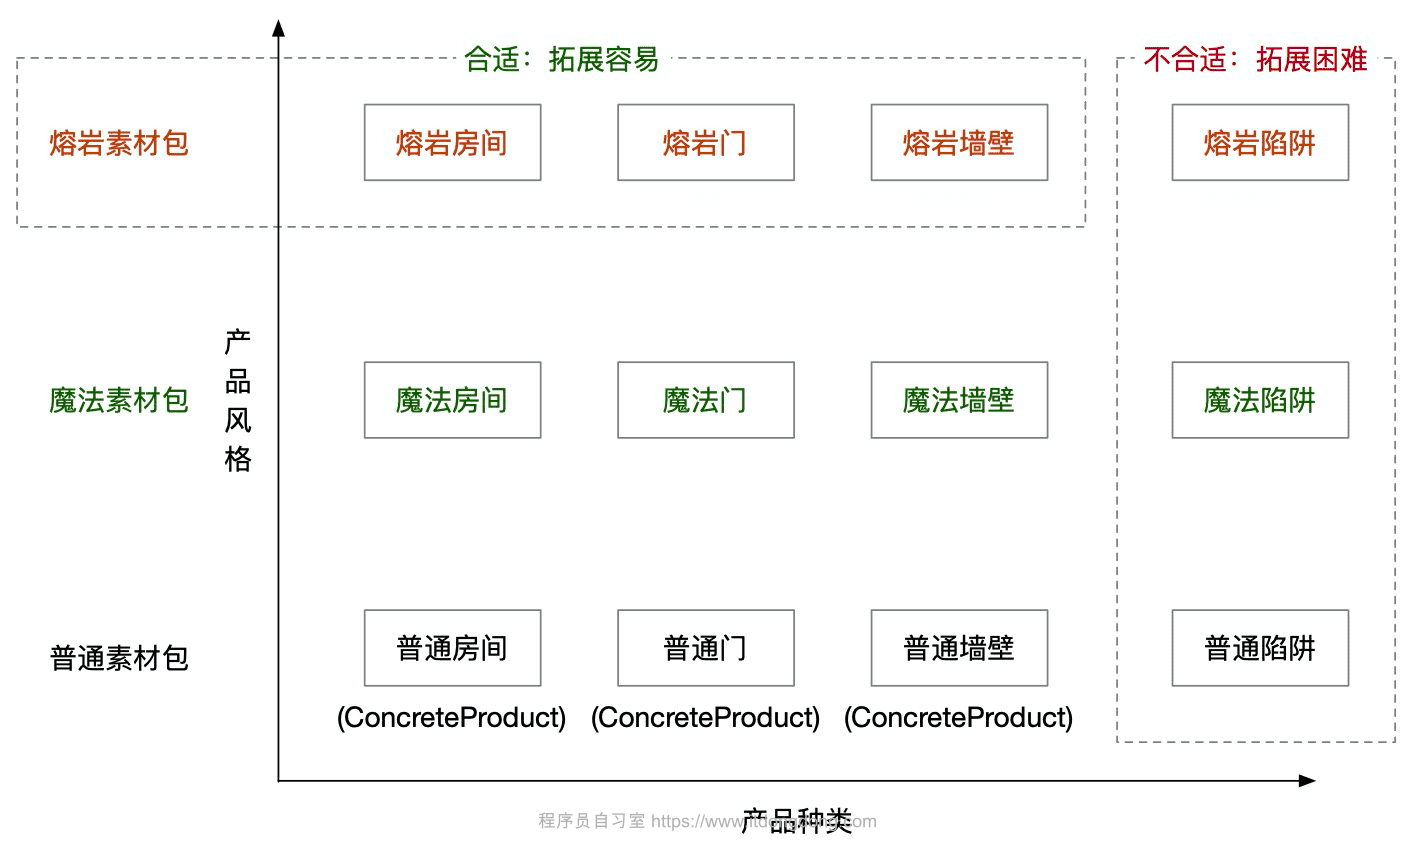 合适：拓展容易
不合适：拓展困难
熔岩素材包
熔岩房间
熔岩门
熔岩墙壁
熔岩陷阱
产品风格
魔法素材包
魔法房间
魔法门
魔法墙壁
魔法陷阱
普通素材包
普通房间
普通门
普通墙壁
普通陷阱
(ConcreteProduct)
(ConcreteProduct)
(ConcreteProduct)
产品种类
程序员自习室